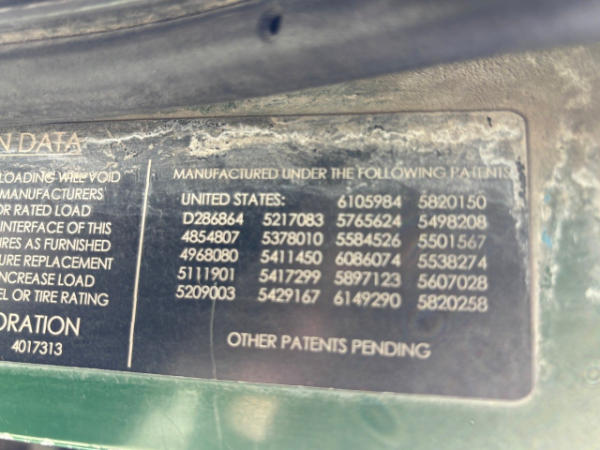 N DATA
LOADING WILL VOID
MANUFACTURERS
OR RATED LOAD
INTERFACE OF THIS
IRES AS FURNISHED
URE REPLACEMENT
INCREASE LOAD
EL OR TIRE RATING
ORATION
4017313
MANUFACTURED UNDER THE FOLLOWING PATENTS
UNITED STATES: 6105984 5820150
D286864 5217083 5765624 5498208
4854807 5378010 5584526 5501567
4968080 5411450 6086074 5538274
5111901 5417299 5897123 5607028
5209003 5429167 6149290 5820258
OTHER PATENTS PENDING